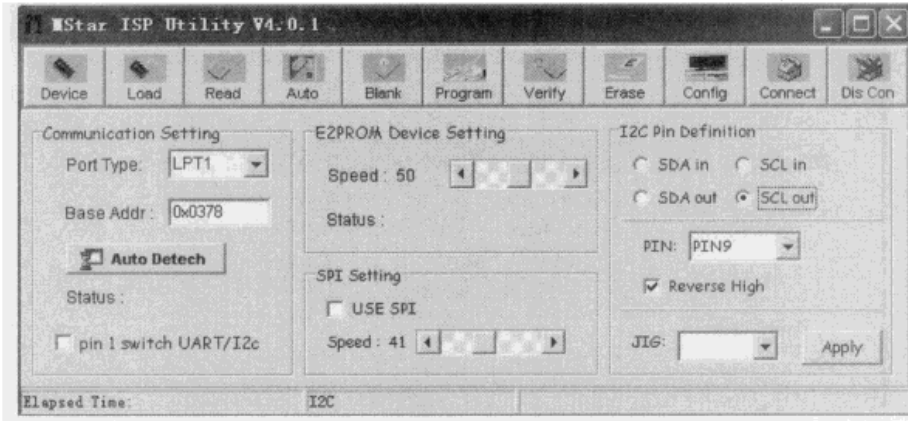 MStar ISP Utility V4.0.1
Device Load Read Auto Blank Program Verify Erase Config Connect Dis Con
Communication Setting
Port Type: LPT1
Base Addr : 0x0378
Auto Detech
Status :
pin 1 switch UART/I2c
E2PROM Device Setting
Speed : 50
Status :
SPI Setting
USE SPI
Speed : 41
I2C Pin Definition
SDA in SCL in
SDA out SCL out
PIN: PIN9
Reverse High
JIG: Apply
Elapsed Time: I2C